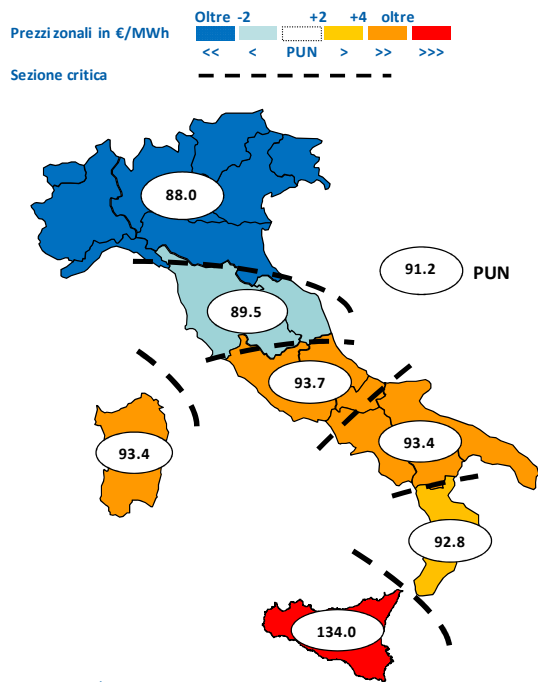 Oltre -2 +2 +4 oltre
Prezzi zonali in €/MWh
<< < PUN > >> >>>
Sezione critica
88.0
91.2 PUN
89.5
93.7
93.4
93.4
92.8
134.0